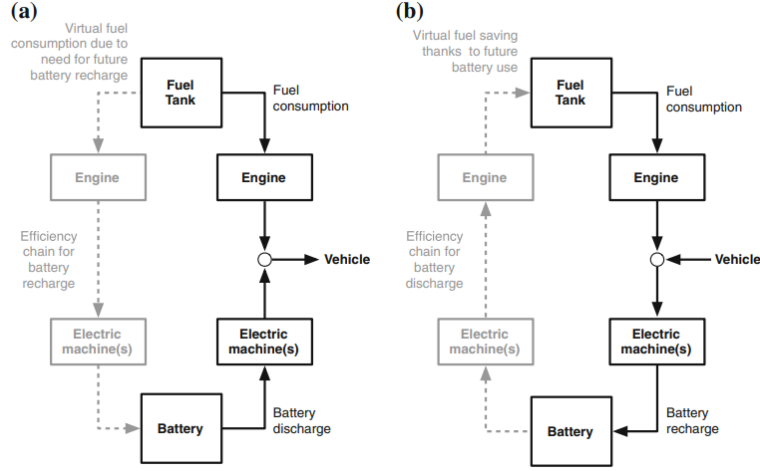 (a)
Virtual fuel
consumption due to
need for future
battery recharge
Fuel
Tank
Fuel
consumption
Engine
Engine
Efficiency
chain for
battery
recharge
Vehicle
Electric
machine(s)
Electric
machine(s)
Battery
Battery
discharge
(b)
Virtual fuel saving
thanks to future
battery use
Fuel
Tank
Fuel
consumption
Engine
Engine
Efficiency
chain for
battery
discharge
Vehicle
Electric
machine(s)
Electric
machine(s)
Battery
Battery
recharge